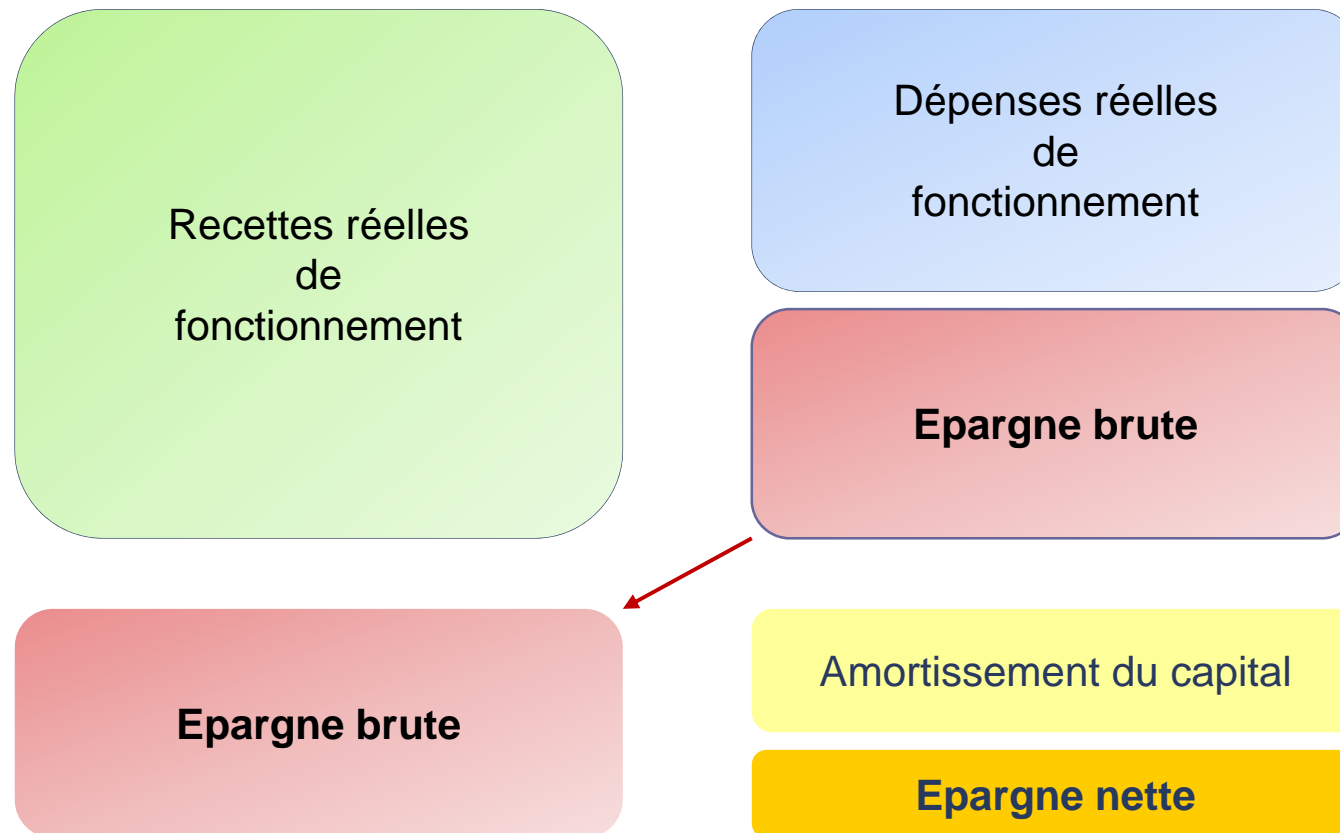 Recettes réelles
de
fonctionnement
Dépenses réelles
de
fonctionnement
Epargne brute
Epargne brute
Amortissement du capital
Epargne nette